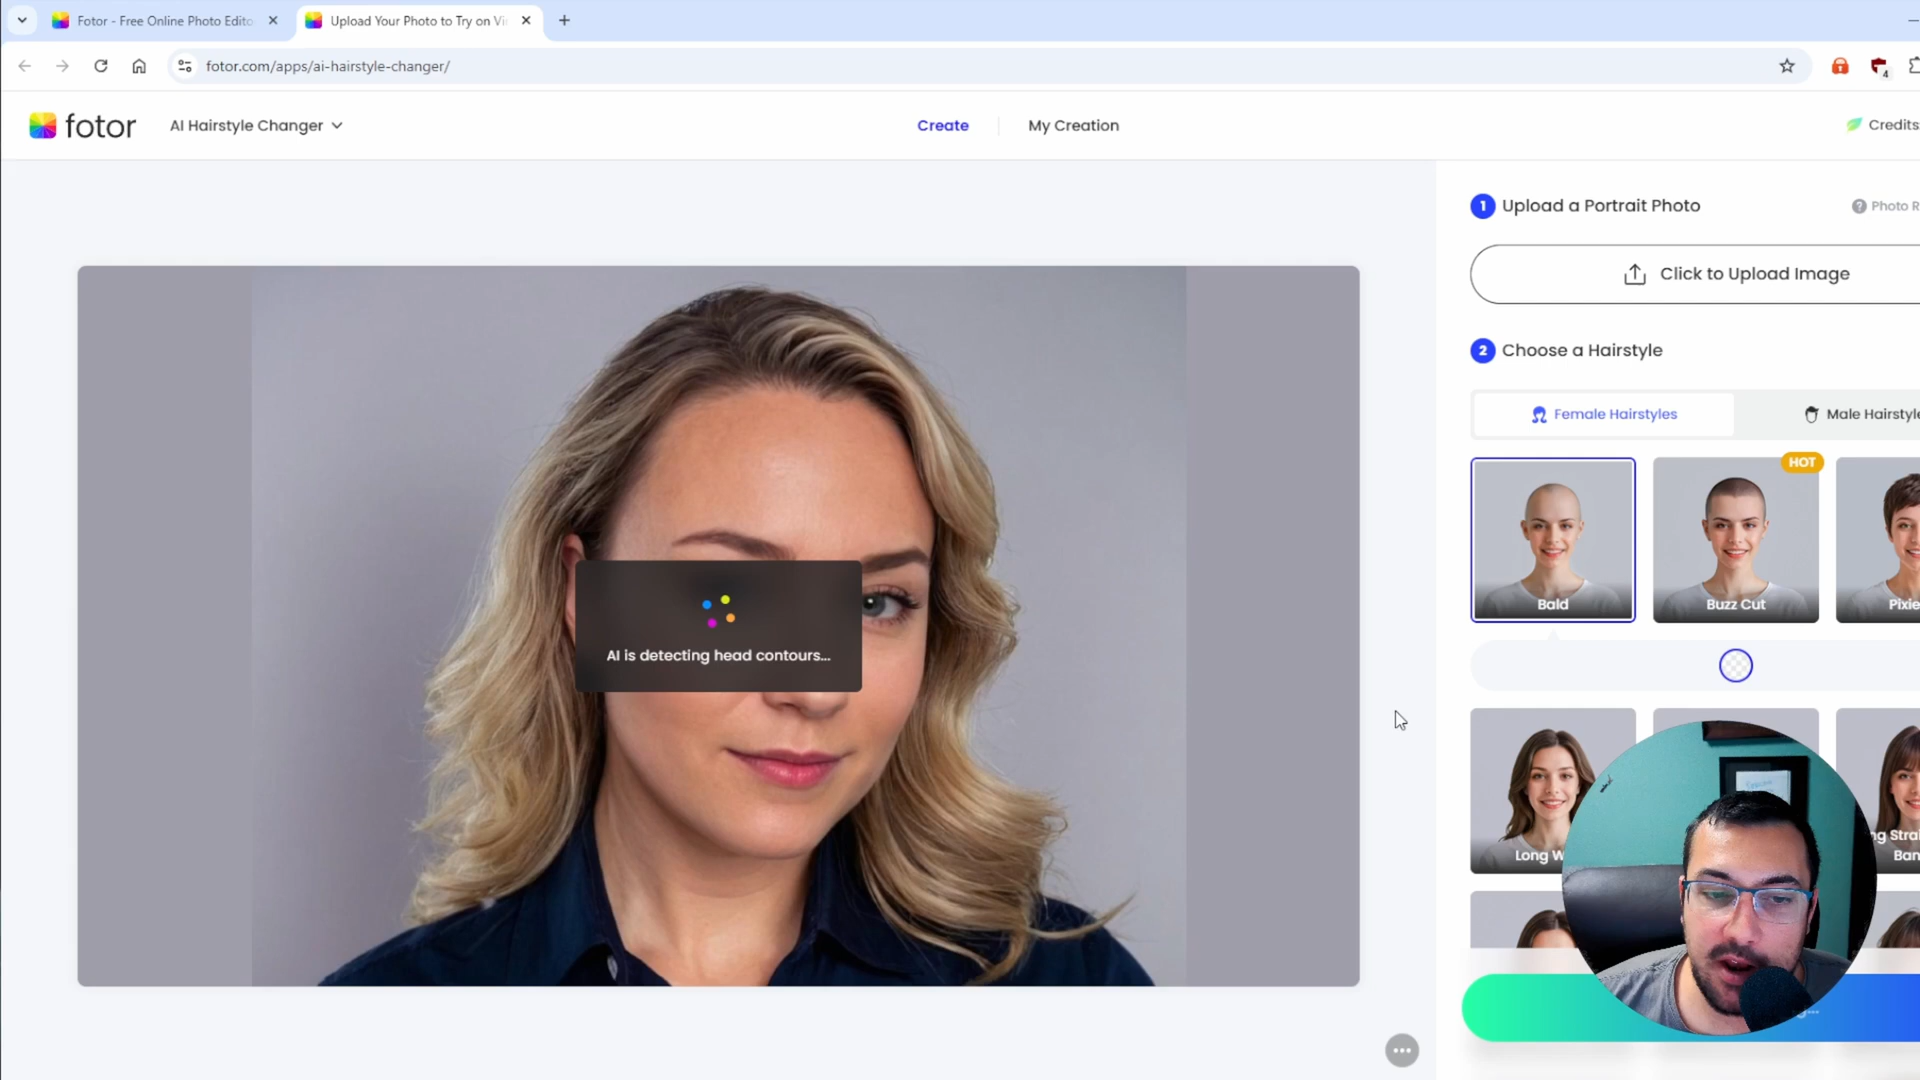 Fotor - Free Online Photo Edito
Upload Your Photo to Try on Vi
fotor.com/apps/ai-hairstyle-changer/
4
fotor
AI Hairstyle Changer
Create
My Creation
Credits
1 Upload a Portrait Photo
Photo R
Click to Upload Image
2 Choose a Hairstyle
Female Hairstyles
Male Hairstyle
HOT
Bald
Buzz Cut
Pixie
AI is detecting head contours...
Long W
ng Strai
Ban